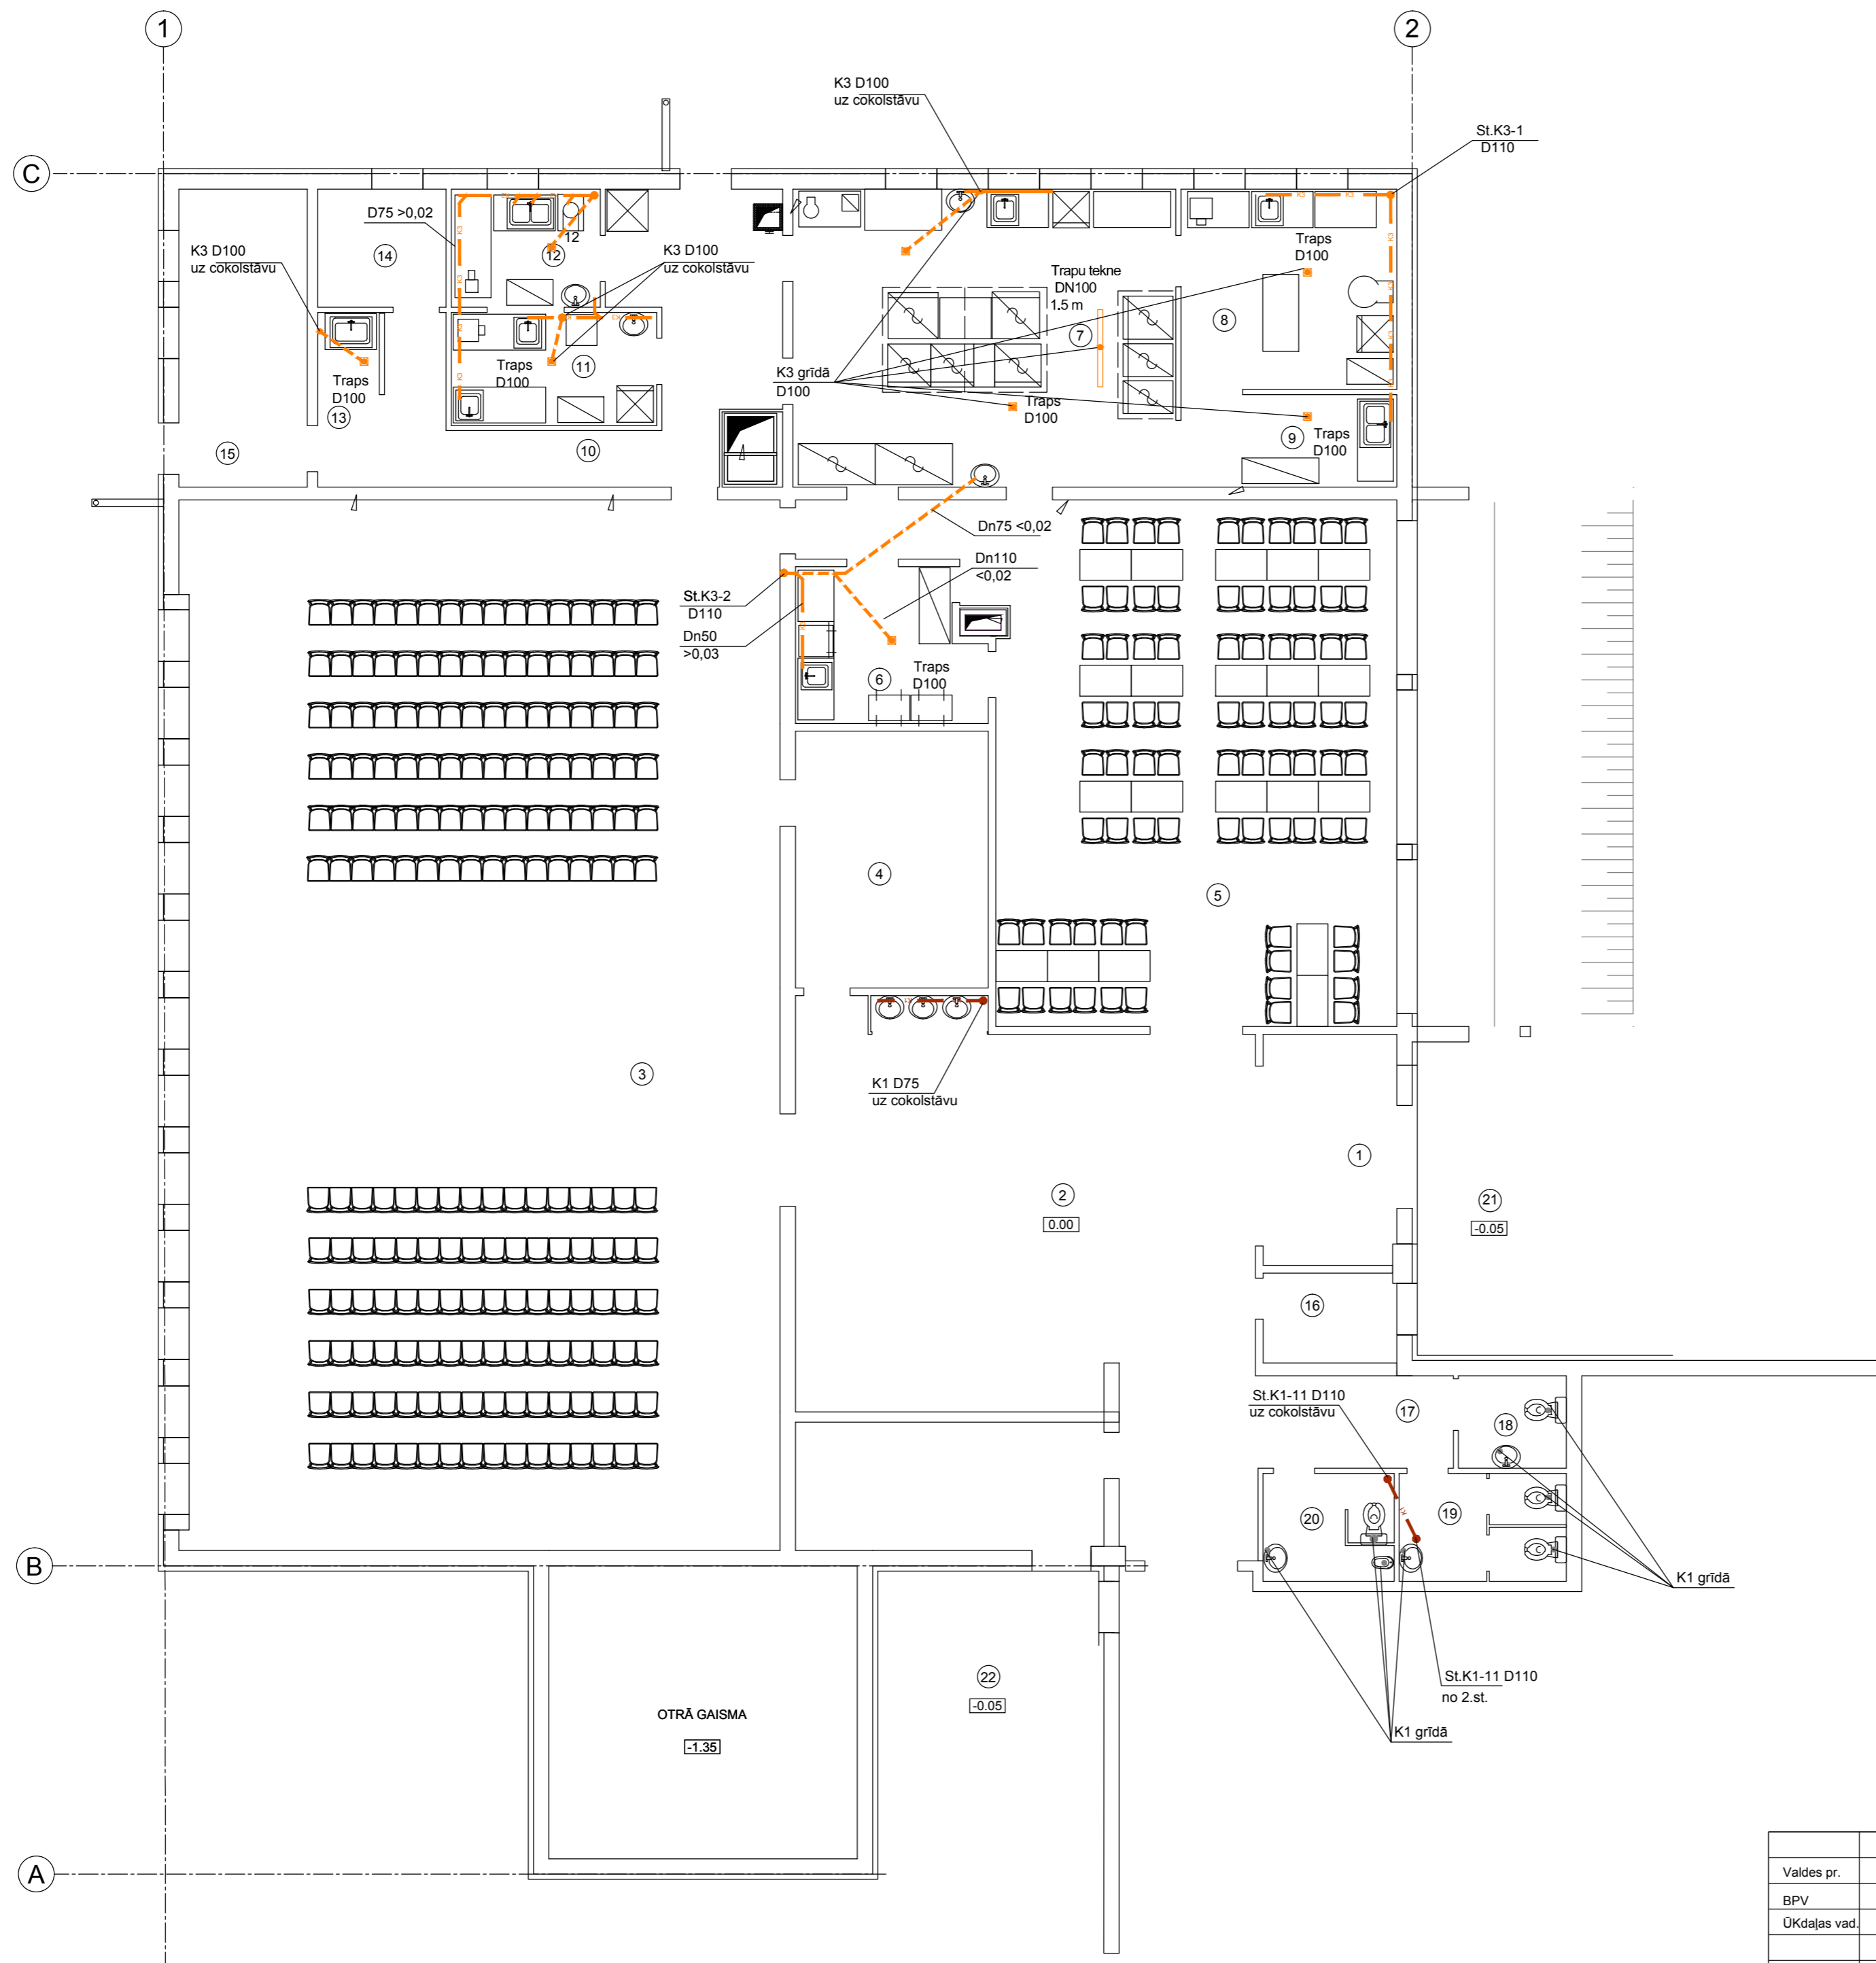 1
2
K3 D100
uz cokolstāvu
St.K3-1
D110
C
D75 >0,02
12
K3 D100
uz cokolstāvu
14
12
K3 D100
uz cokolstāvu
Traps
D100
Trapu tekne
DN100
1.5 m
8
7
Traps
D100
11
Traps
D100
K3 grīdā
D100
13
Traps
D100
9
Traps
D100
15
10
Dn75 <0,02
Dn110
<0,02
St.K3-2
D110
Dn50
>0,03
Traps
D100
6
4
5
3
K1 D75
uz cokolstāvu
1
2
0.00
21
-0.05
16
St.K1-11 D110
uz cokolstāvu
17
18
20
19
K1 grīdā
B
22
-0.05
St.K1-11 D110
no 2.st.
OTRĀ GAISMA
-1.35
K1 grīdā
A
Valdes pr.
BPV
ŪKdaļas vad.